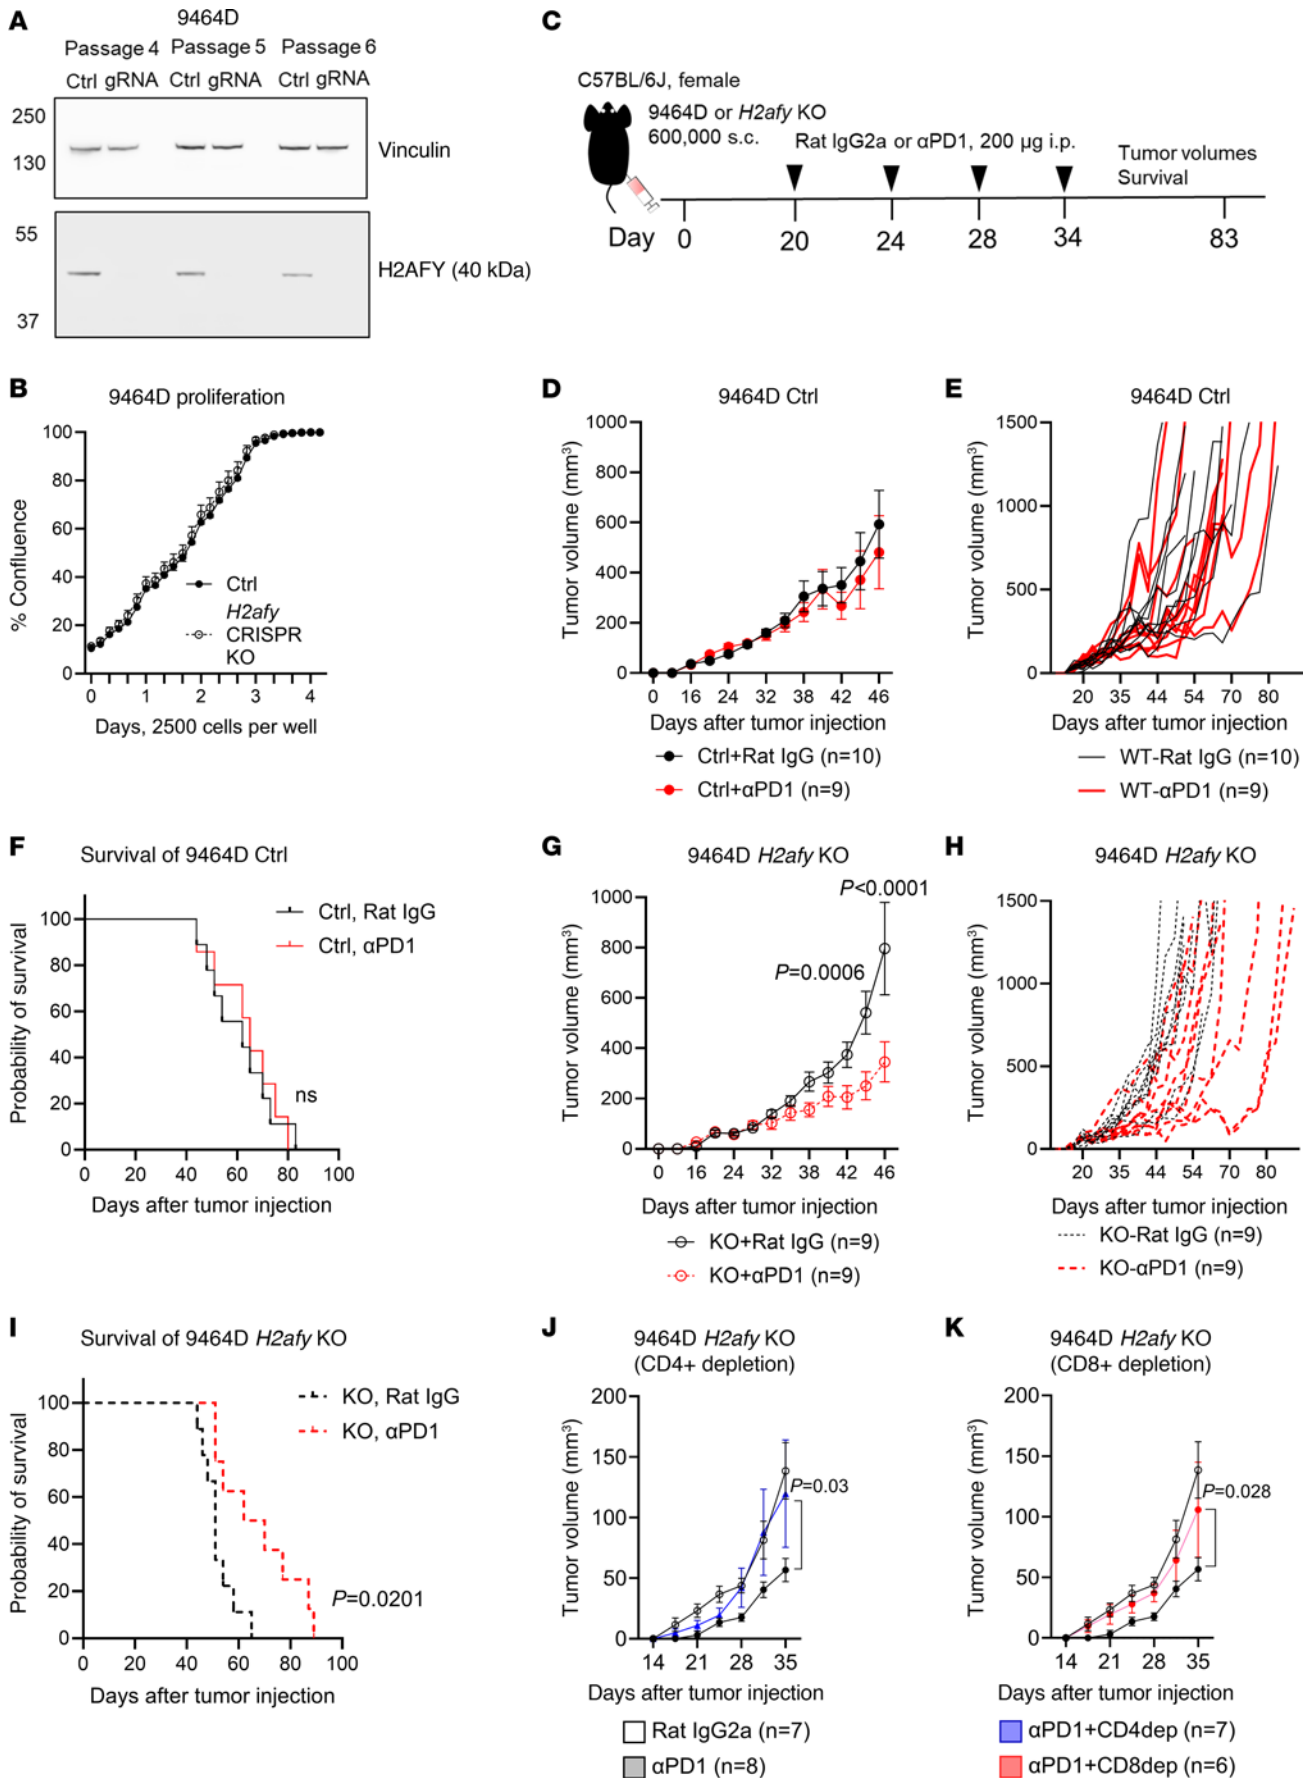 A
9464D
Passage 4 Passage 5 Passage 6
Ctrl gRNA Ctrl gRNA Ctrl gRNA
250
130
Vinculin
55
37
H2AFY (40 kDa)
C
C57BL/6J, female
9464D or H2afy KO
600,000 s.c.
Rat IgG2a or αPD1, 200 µg i.p.
Tumor volumes
Survival
Day 0 20 24 28 34 83
B
9464D proliferation
% Confluence
100
80
60
40
20
0
Ctrl
H2afy
CRISPR
KO
0 1 2 3 4
Days, 2500 cells per well
D
9464D Ctrl
Tumor volume (mm³)
1000
800
600
400
200
0
0 16 24 32 38 42 46
Days after tumor injection
Ctrl+Rat IgG (n=10)
Ctrl+αPD1 (n=9)
E
9464D Ctrl
Tumor volume (mm³)
1500
1000
500
0
20 35 44 54 70 80
Days after tumor injection
WT-Rat IgG (n=10)
WT-αPD1 (n=9)
F
Survival of 9464D Ctrl
Probability of survival
100
80
60
40
20
0
Ctrl, Rat IgG
Ctrl, αPD1
ns
0 20 40 60 80 100
Days after tumor injection
G
9464D H2afy KO
Tumor volume (mm³)
1000
800
600
400
200
0
P<0.0001
P=0.0006
0 16 24 32 38 42 46
Days after tumor injection
KO+Rat IgG (n=9)
KO+αPD1 (n=9)
H
9464D H2afy KO
Tumor volume (mm³)
1500
1000
500
0
20 35 44 54 70 80
Days after tumor injection
KO-Rat IgG (n=9)
KO-αPD1 (n=9)
I
Survival of 9464D H2afy KO
Probability of survival
100
80
60
40
20
0
KO, Rat IgG
KO, αPD1
P=0.0201
0 20 40 60 80 100
Days after tumor injection
J
9464D H2afy KO
(CD4+ depletion)
Tumor volume (mm³)
200
150
100
50
0
P=0.03
14 21 28 35
Days after tumor injection
Rat IgG2a (n=7)
αPD1 (n=8)
K
9464D H2afy KO
(CD8+ depletion)
Tumor volume (mm³)
200
150
100
50
0
P=0.028
14 21 28 35
Days after tumor injection
αPD1+CD4dep (n=7)
αPD1+CD8dep (n=6)